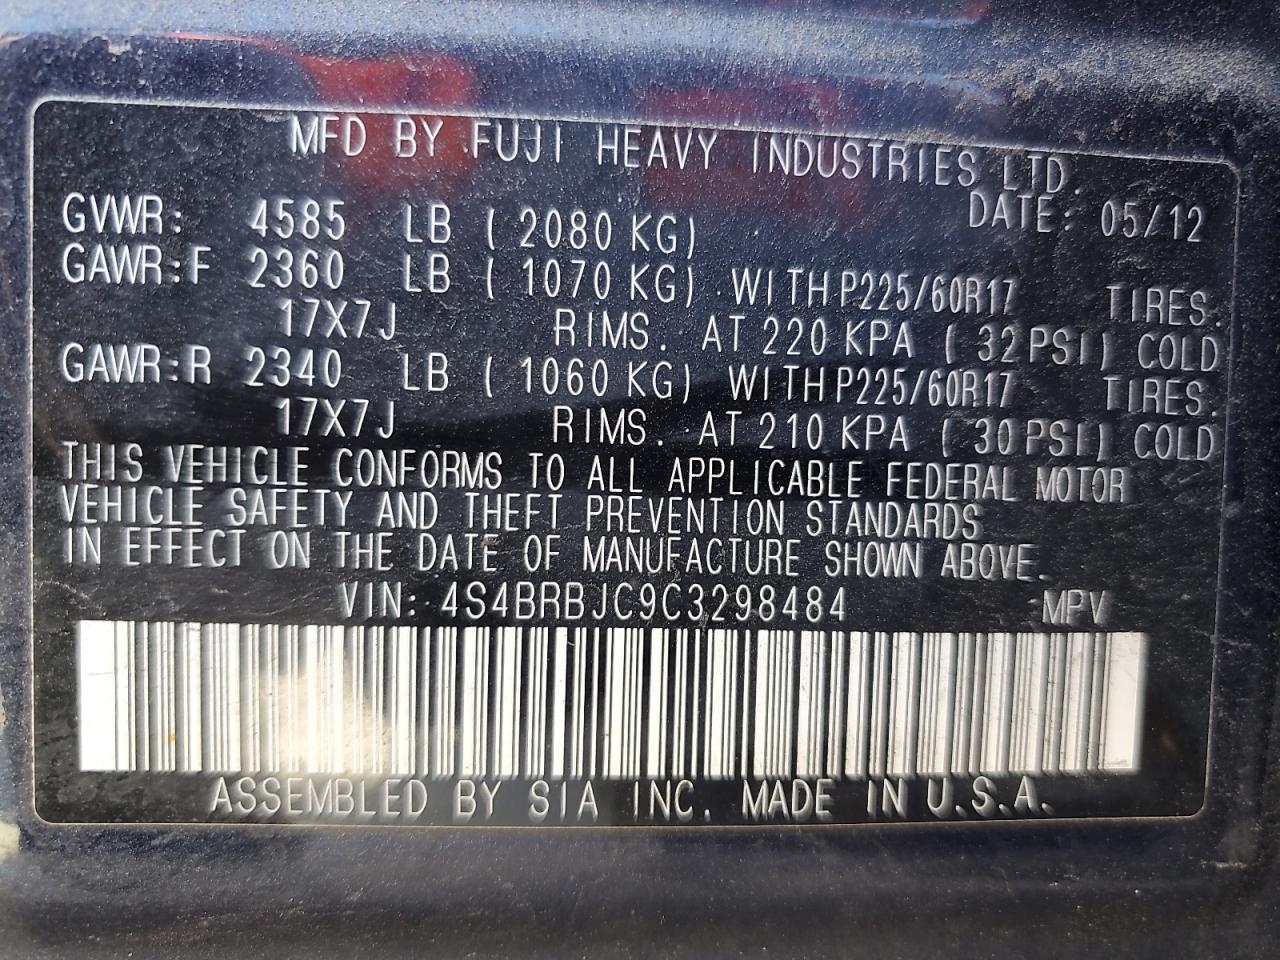 MFD BY FUJI HEAVY INDUSTRIES LTD.
DATE: 05/12
GVWR: 4585 LB ( 2080 KG)
GAWR:F 2360 LB ( 1070 KG) WITH P225/60R17 TIRES.
17X7J RIMS. AT 220 KPA ( 32 PSI) COLD
GAWR:R 2340 LB ( 1060 KG) WITH P225/60R17 TIRES.
17X7J RIMS. AT 210 KPA ( 30 PSI) COLD
THIS VEHICLE CONFORMS TO ALL APPLICABLE FEDERAL MOTOR
VEHICLE SAFETY AND THEFT PREVENTION STANDARDS
IN EFFECT ON THE DATE OF MANUFACTURE SHOWN ABOVE.
VIN: 4S4BRBJC9C3298484 MPV
ASSEMBLED BY SIA INC. MADE IN U.S.A.